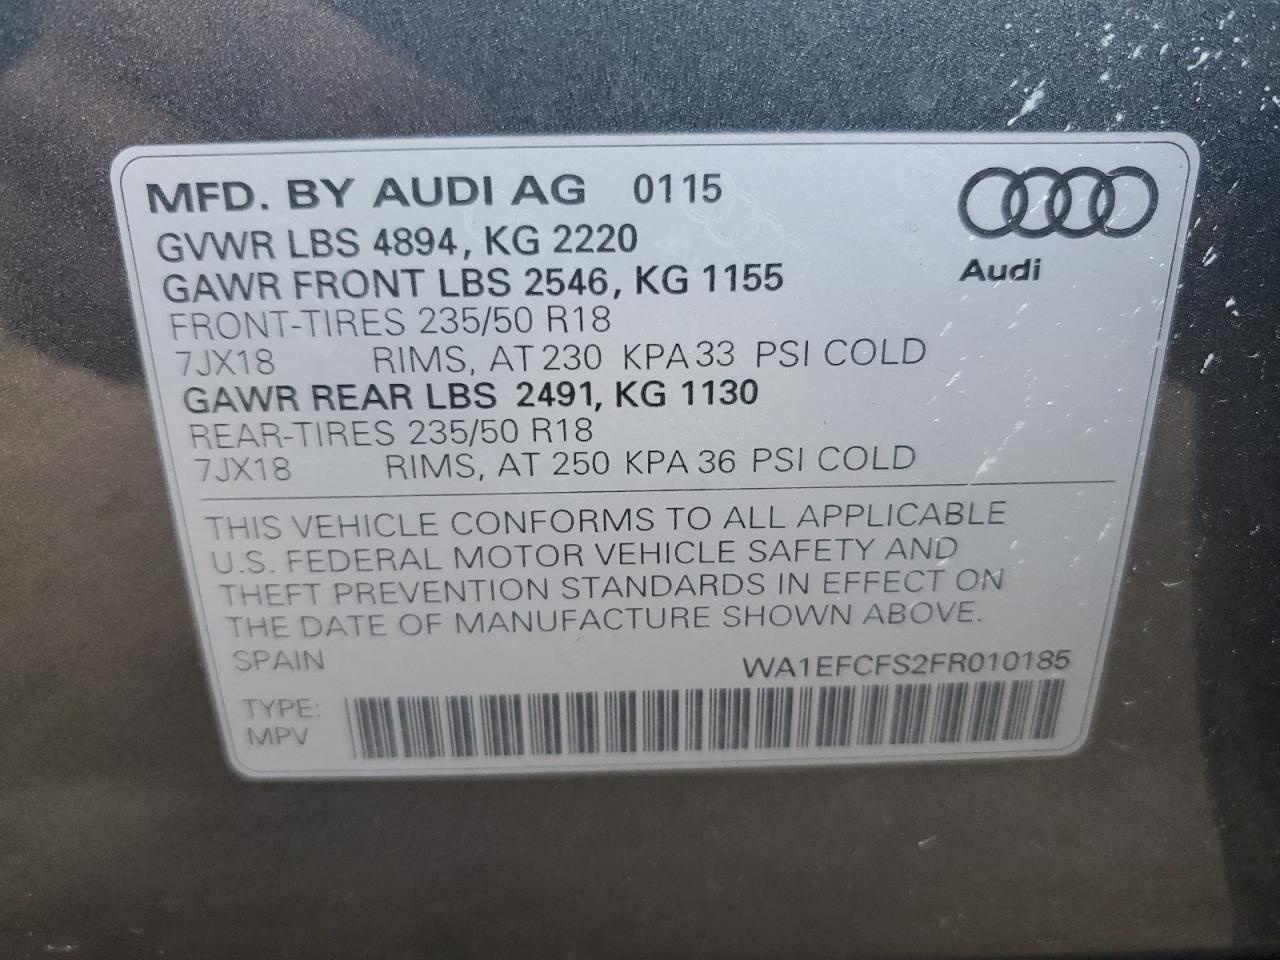 MFD. BY AUDI AG 0115
GVWR LBS 4894, KG 2220
GAWR FRONT LBS 2546, KG 1155
FRONT-TIRES 235/50 R18
7JX18 RIMS, AT 230 KPA 33 PSI COLD
GAWR REAR LBS 2491, KG 1130
REAR-TIRES 235/50 R18
7JX18 RIMS, AT 250 KPA 36 PSI COLD
Audi
THIS VEHICLE CONFORMS TO ALL APPLICABLE
U.S. FEDERAL MOTOR VEHICLE SAFETY AND
THEFT PREVENTION STANDARDS IN EFFECT ON
THE DATE OF MANUFACTURE SHOWN ABOVE.
SPAIN WA1EFCFS2FR010185
TYPE:
MPV